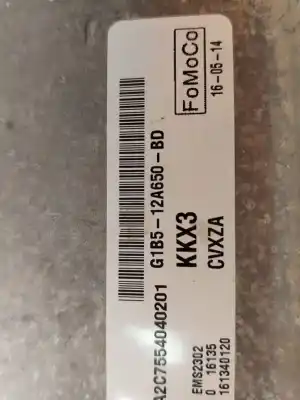 FoMoCo
16-05-14
G1B5-12A650-BD
KKX3
CVXZA
A2C7554040201
EMS2302
0 16135
161340120